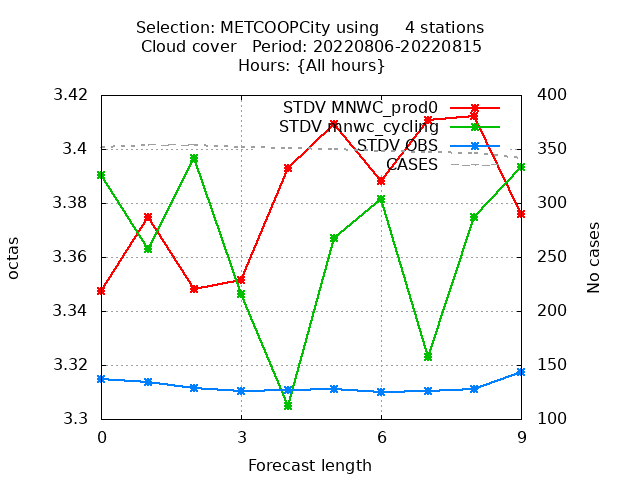 Selection: METCOOPCity using     4 stations
Cloud cover   Period: 20220806-20220815
Hours: {All hours}
3.42
3.4
3.38
3.36
3.34
3.32
3.3
octas
STDV MNWC_prod0
STDV mnwc_cycling
STDV OBS
CASES
400
350
300
250
200
150
100
No cases
0 3 6 9
Forecast length